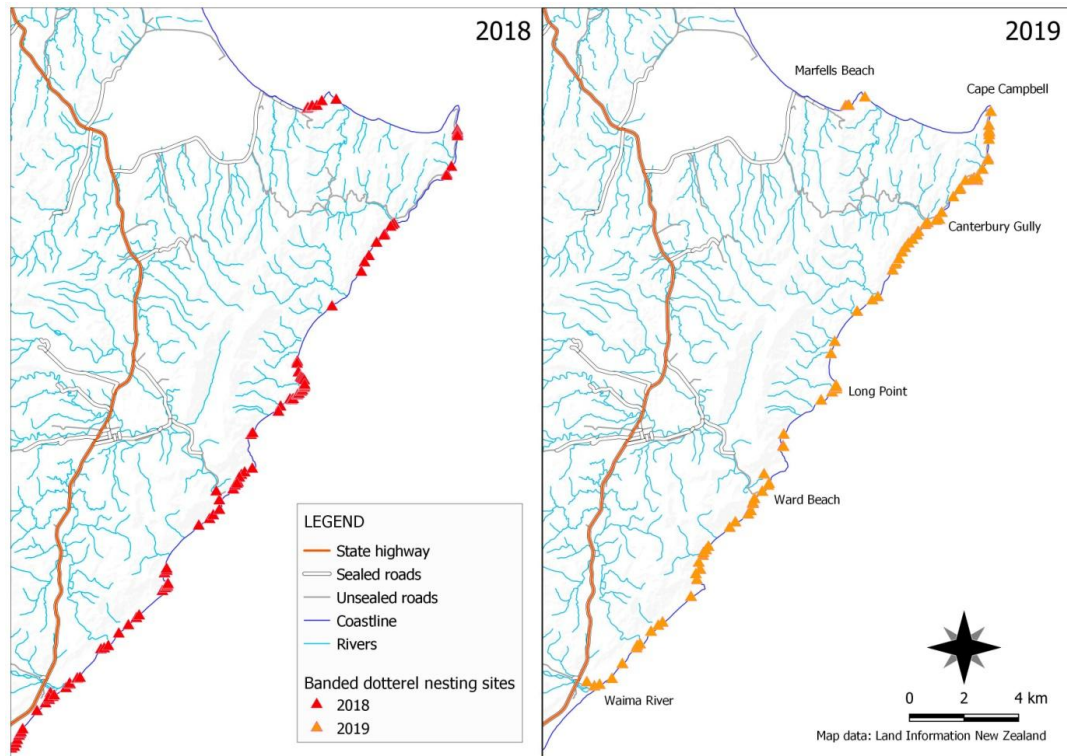 2018
2019
Marfells Beach
Cape Campbell
Canterbury Gully
Long Point
Ward Beach
Waima River
LEGEND
State highway
Sealed roads
Unsealed roads
Coastline
Rivers
Banded dotterel nesting sites
2018
2019
0 2 4 km
Map data: Land Information New Zealand